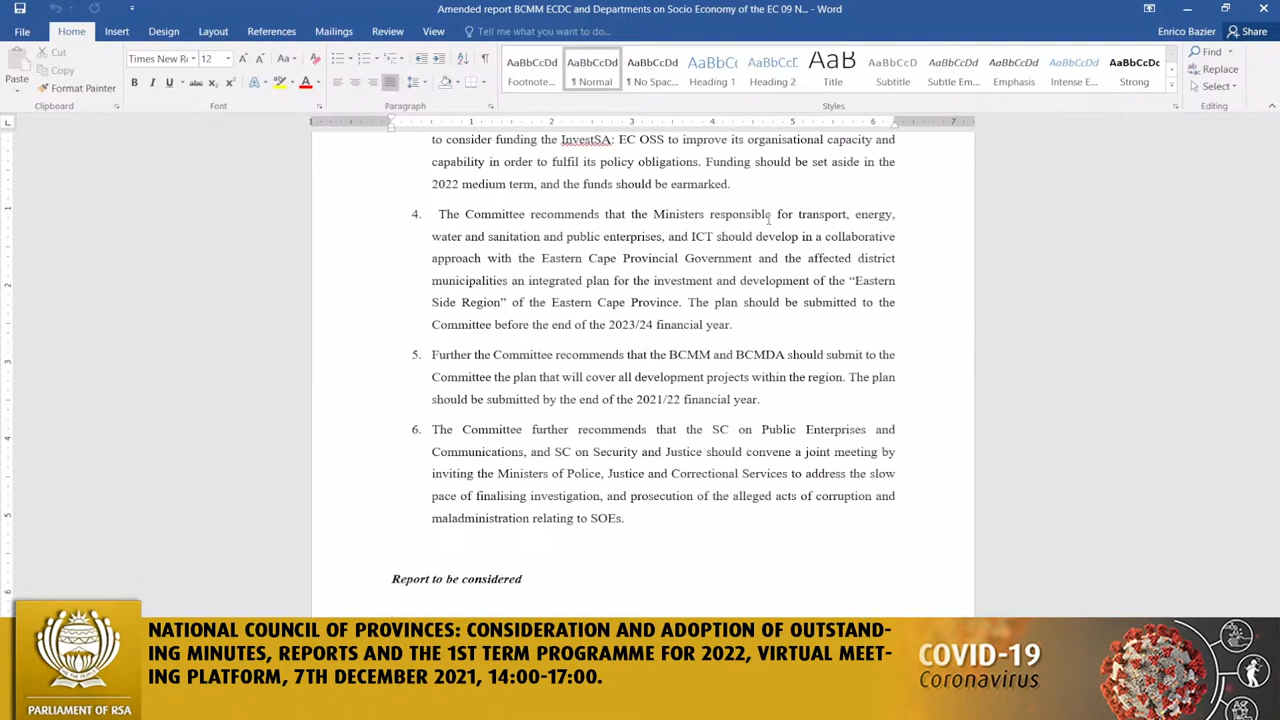 Amended report BCMM ECDC and Departments on Socio Economy of the EC 09 N... - Word
File Home Insert Design Layout References Mailings Review View Tell me what you want to do... Enrico Bazier Share
Paste
Cut
Copy
Format Painter
Clipboard
Times New Ro 12
Font
Paragraph
AaBbCcDd AaBbCcDd AaBbCcDd AaBbCc AaBbCcD AaB AaBbCcD AaBbCcDd AaBbCcDd AaBbCcDd AaBbCcDc
Footnote... ¶ Normal ¶ No Spac... Heading 1 Heading 2 Title Subtitle Subtle Em... Emphasis Intense E... Strong
Styles
Find
Replace
Select
Editing
1 1 2 3 4 5 6 7
to consider funding the InvestSA: EC OSS to improve its organisational capacity and
capability in order to fulfil its policy obligations. Funding should be set aside in the
2022 medium term, and the funds should be earmarked.
4. The Committee recommends that the Ministers responsible for transport, energy,
water and sanitation and public enterprises, and ICT should develop in a collaborative
approach with the Eastern Cape Provincial Government and the affected district
municipalities an integrated plan for the investment and development of the “Eastern
Side Region” of the Eastern Cape Province. The plan should be submitted to the
Committee before the end of the 2023/24 financial year.
5. Further the Committee recommends that the BCMM and BCMDA should submit to the
Committee the plan that will cover all development projects within the region. The plan
should be submitted by the end of the 2021/22 financial year.
6. The Committee further recommends that the SC on Public Enterprises and
Communications, and SC on Security and Justice should convene a joint meeting by
inviting the Ministers of Police, Justice and Correctional Services to address the slow
pace of finalising investigation, and prosecution of the alleged acts of corruption and
maladministration relating to SOEs.
Report to be considered
PARLIAMENT OF RSA
NATIONAL COUNCIL OF PROVINCES: CONSIDERATION AND ADOPTION OF OUTSTAND-
ING MINUTES, REPORTS AND THE 1ST TERM PROGRAMME FOR 2022, VIRTUAL MEET-
ING PLATFORM, 7TH DECEMBER 2021, 14:00-17:00.
COVID-19
Coronavirus